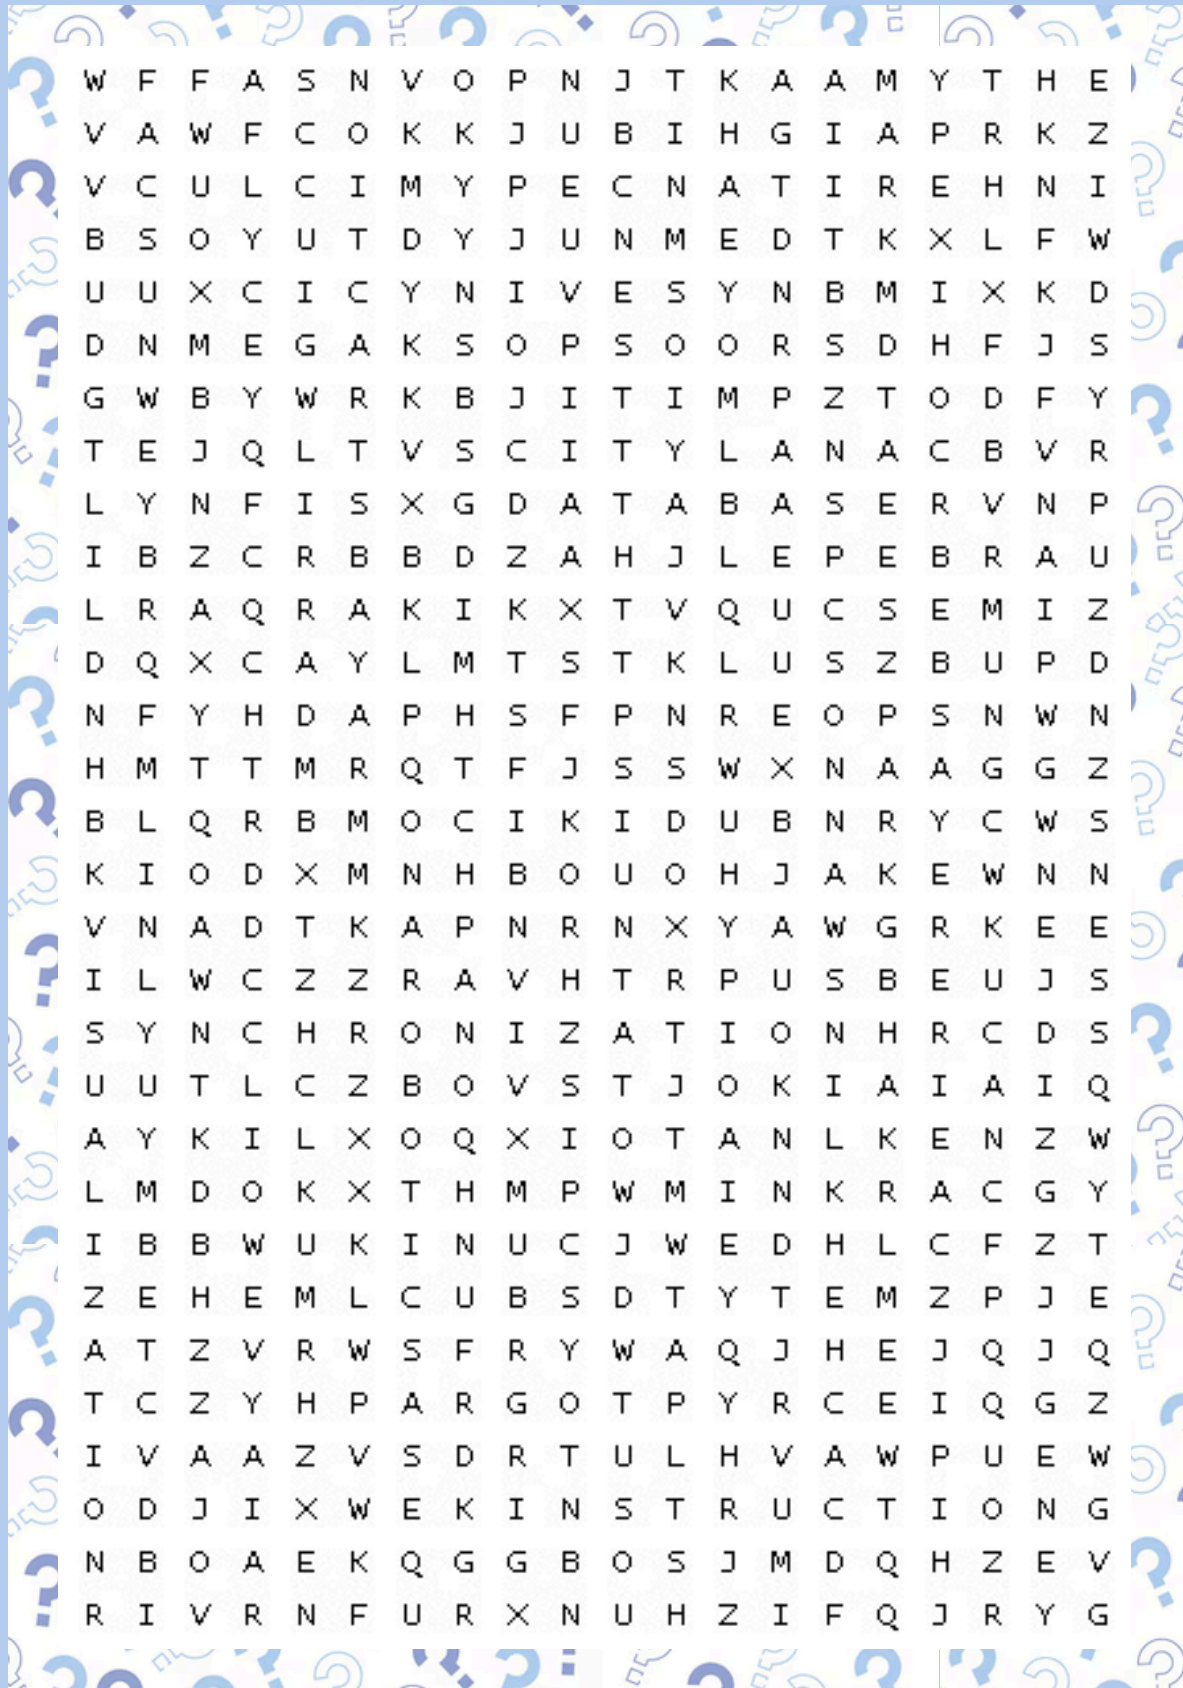 W F F A S N V O P N J T K A A M Y T H E
V A W F C O K K J U B I H G I A P R K Z
V C U L C I M Y P E C N A T I R E H N I
B S O Y U T D Y J U N M E D T K X L F W
U U X C I C Y N I V E S Y N B M I X K D
D N M E G A K S O P S O O R S D H F J S
G W B Y W R K B J I T I M P Z T O D F Y
T E J Q L T V S C I T Y L A N A C B V R
L Y N F I S X G D A T A B A S E R V N P
I B Z C R B B D Z A H J L E P E B R A U
L R A Q R A K I K X T V Q U C S E M I Z
D Q X C A Y L M T S T K L U S Z B U P D
N F Y H D A P H S F P N R E O P S N W N
H M T T M R Q T F J S S W X N A A G G Z
B L Q R B M O C I K I D U B N R Y C W S
K I O D X M N H B O U O H J A K E W N N
V N A D T K A P N R N X Y A W G R K E E
I L W C Z Z R A V H T R P U S B E U J S
S Y N C H R O N I Z A T I O N H R C D S
U U T L C Z B O V S T J O K I A I A I Q
A Y K I L X O Q X I O T A N L K E N Z W
L M D O K X T H M P W M I N K R A C G Y
I B B W U K I N U C J W E D H L C F Z T
Z E H E M L C U B S D T Y T E M Z P J E
A T Z V R W S F R Y W A Q J H E J Q J Q
T C Z Y H P A R G O T P Y R C E I Q G Z
I V A A Z V S D R T U L H V A W P U E W
O D J I X W E K I N S T R U C T I O N G
N B O A E K Q G G B O S J M D Q H Z E V
R I V R N F U R X N U H Z I F Q J R Y G